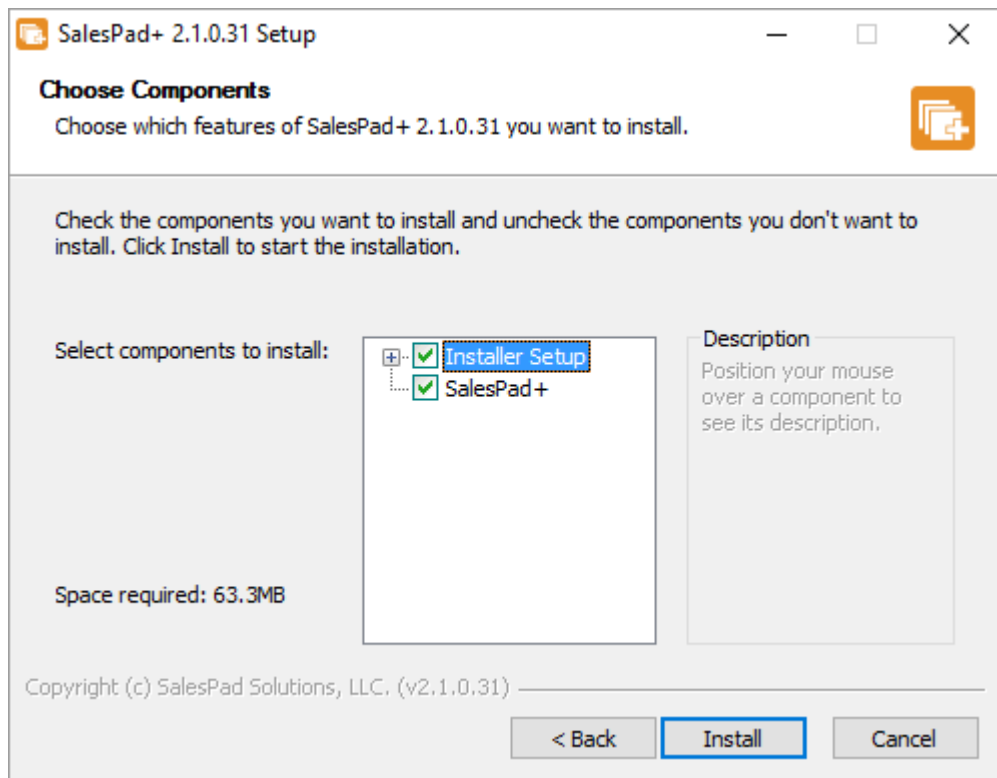 SalesPad+ 2.1.0.31 Setup
Choose Components
Choose which features of SalesPad+ 2.1.0.31 you want to install.
Check the components you want to install and uncheck the components you don't want to
install. Click Install to start the installation.
Select components to install:
Installer Setup
SalesPad+
Description
Position your mouse
over a component to
see its description.
Space required: 63.3MB
Copyright (c) SalesPad Solutions, LLC. (v2.1.0.31)
< Back
Install
Cancel